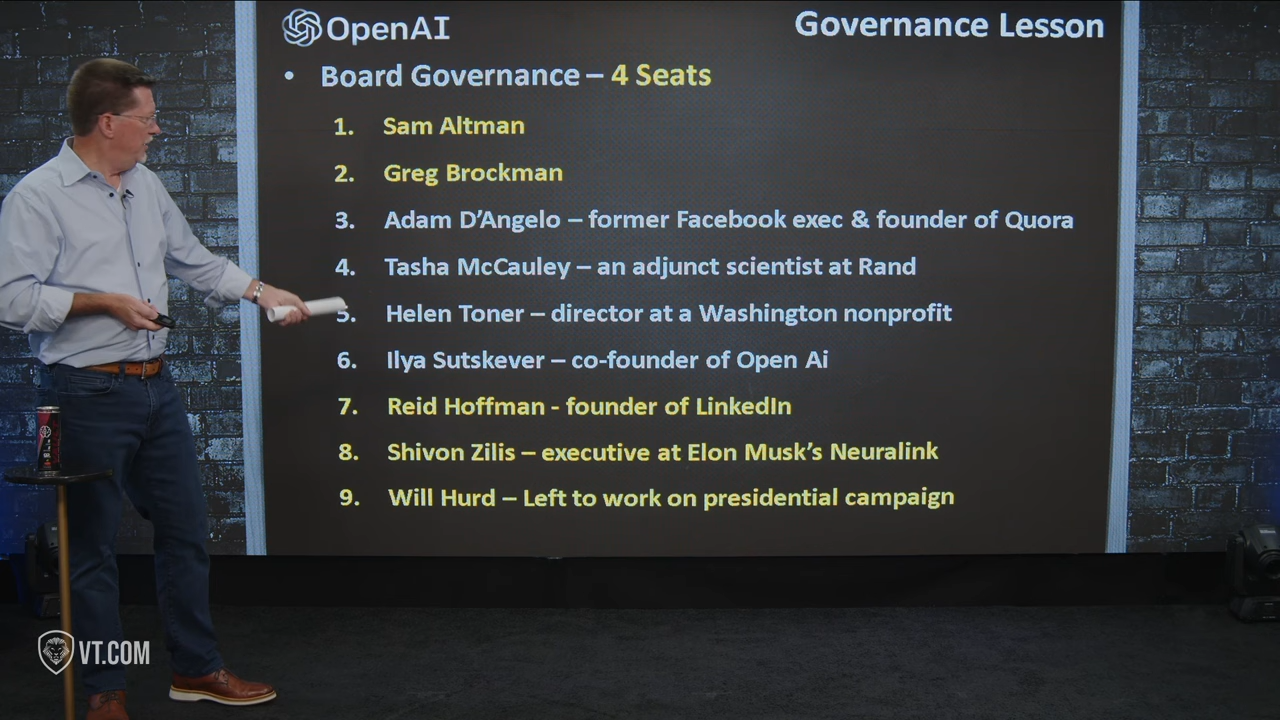 OpenAI
Governance Lesson
• Board Governance – 4 Seats
1. Sam Altman
2. Greg Brockman
3. Adam D’Angelo – former Facebook exec & founder of Quora
4. Tasha McCauley – an adjunct scientist at Rand
5. Helen Toner – director at a Washington nonprofit
6. Ilya Sutskever – co-founder of Open Ai
7. Reid Hoffman - founder of LinkedIn
8. Shivon Zilis – executive at Elon Musk’s Neuralink
9. Will Hurd – Left to work on presidential campaign
VT.COM